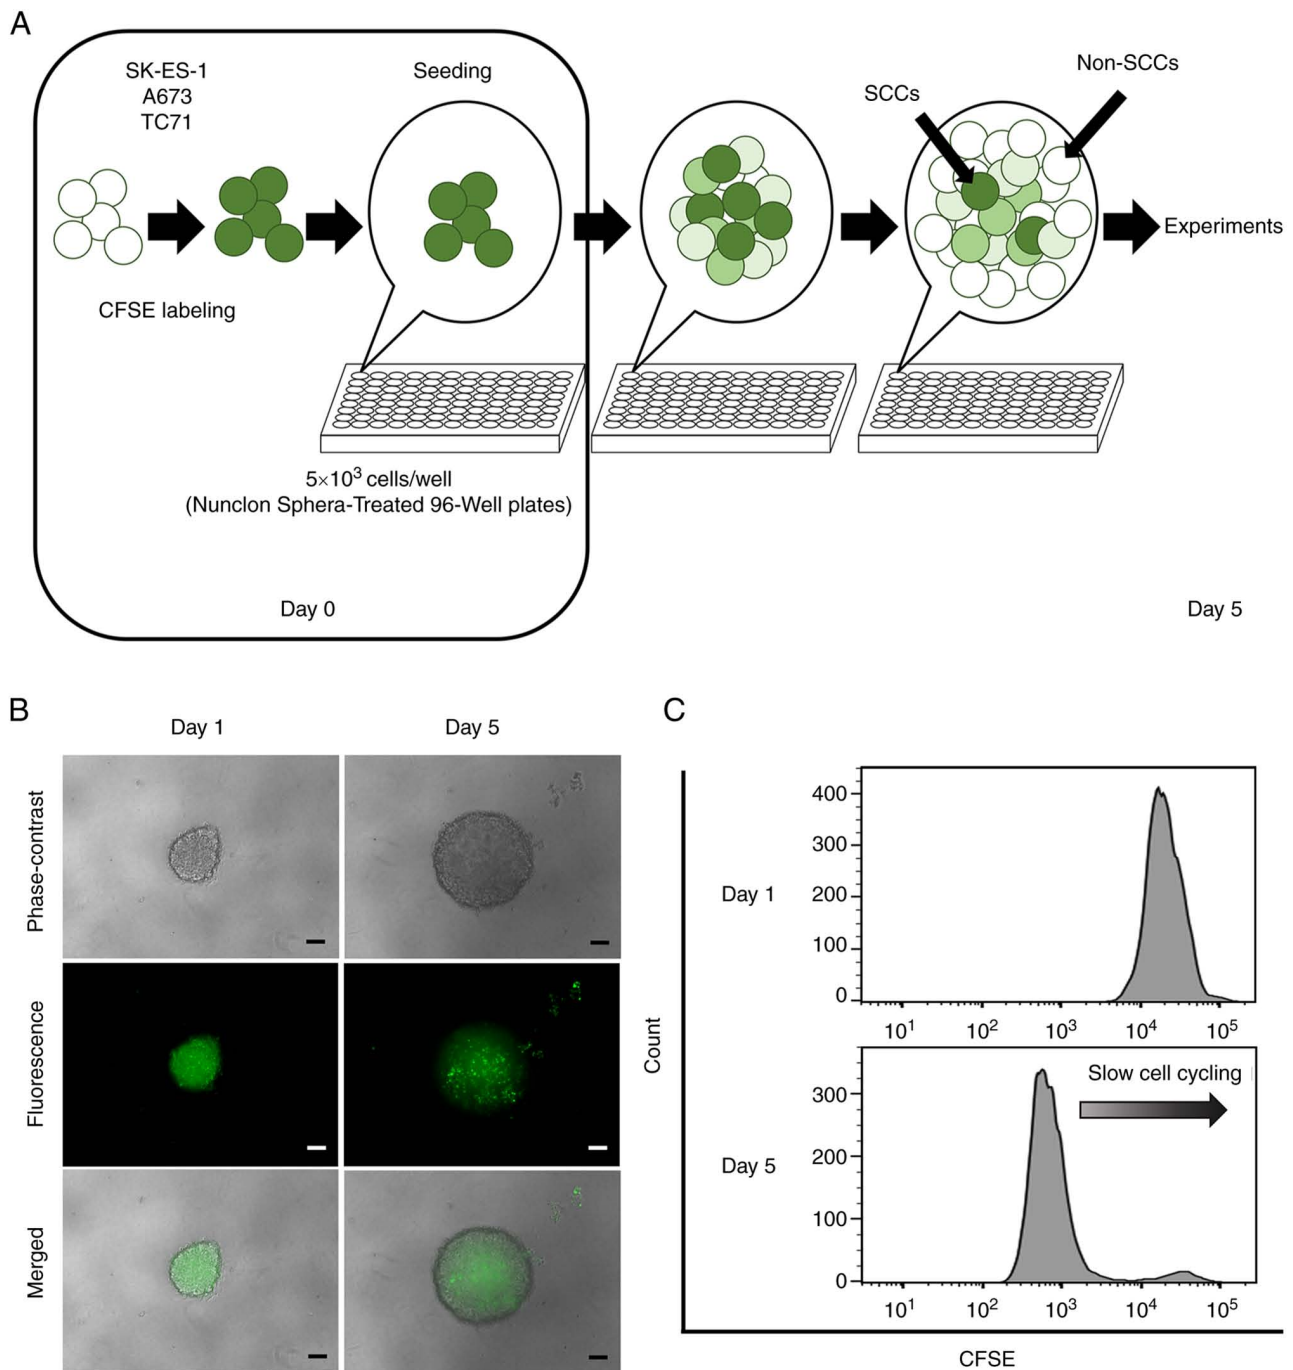 A
SK-ES-1
A673
TC71
Seeding
SCCs
Non-SCCs
CFSE labeling
Experiments
5×10³ cells/well
(Nunclon Sphera-Treated 96-Well plates)
Day 0
Day 5
B
Day 1
Day 5
Phase-contrast
Fluorescence
Merged
C
Count
Day 1
400
300
200
100
0
10¹ 10² 10³ 10⁴ 10⁵
Day 5
Slow cell cycling
300
200
100
0
10¹ 10² 10³ 10⁴ 10⁵
CFSE